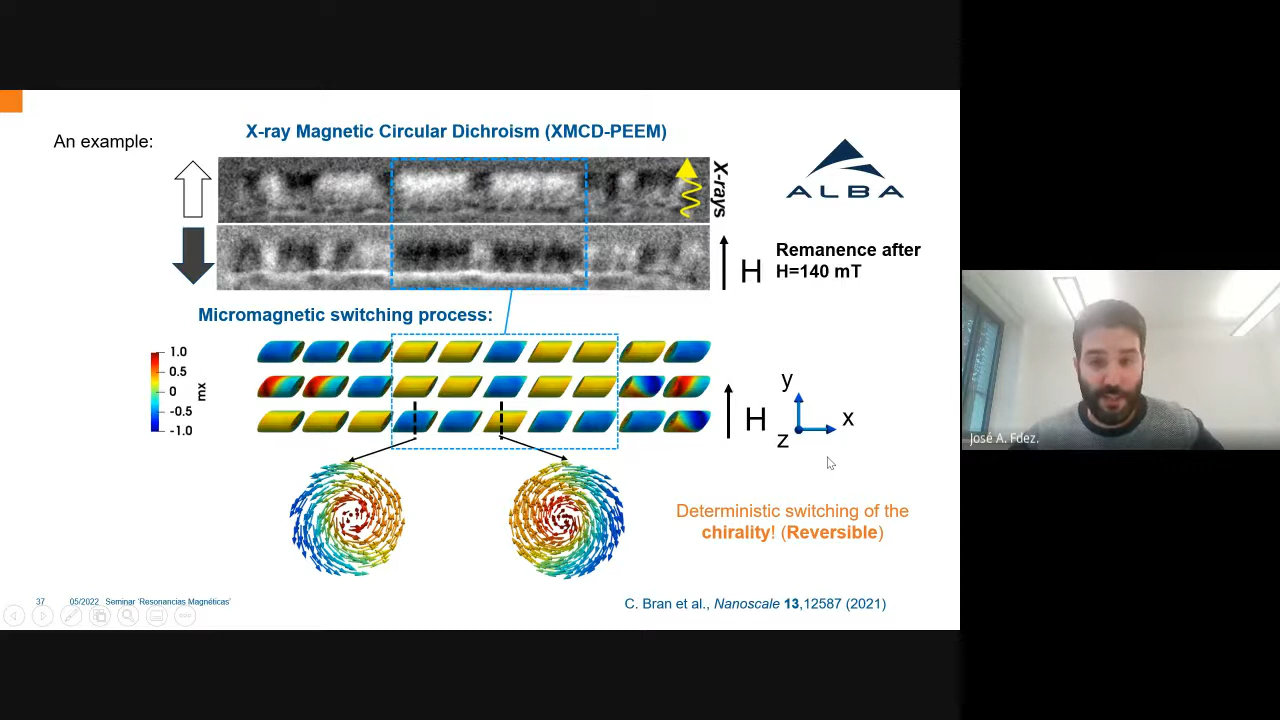 An example:
X-ray Magnetic Circular Dichroism (XMCD-PEEM)
X-rays
ALBA
H
Remanence after
H=140 mT
Micromagnetic switching process:
1.0
0.5
0
-0.5
-1.0
mx
H
y
x
z
José A. Fdez.
Deterministic switching of the
chirality! (Reversible)
37 05/2022 Seminar 'Resonancias Magnéticas'
C. Bran et al., Nanoscale 13,12587 (2021)